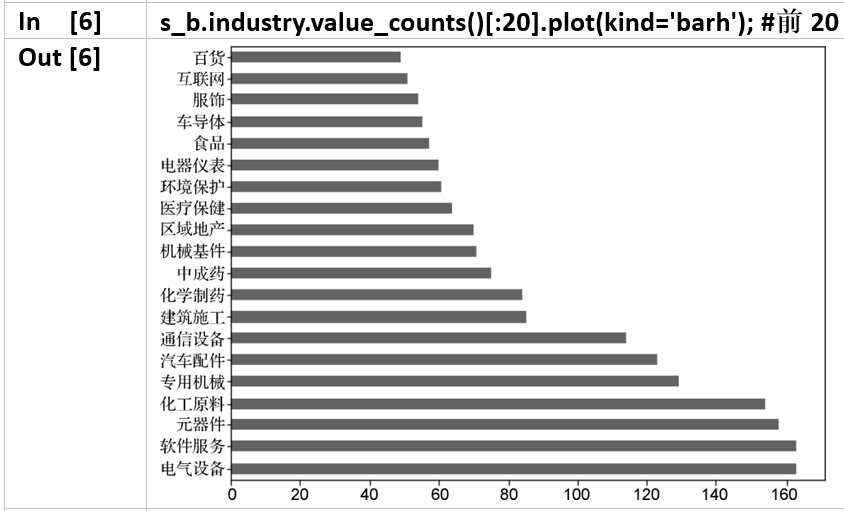 In [6] s_b.industry.value_counts()[:20].plot(kind='barh'); #前 20
Out [6]
百货
互联网
服饰
车导体
食品
电器仪表
环境保护
医疗保健
区域地产
机械基件
中成药
化学制药
建筑施工
通信设备
汽车配件
专用机械
化工原料
元器件
软件服务
电气设备
0 20 40 60 80 100 120 140 160